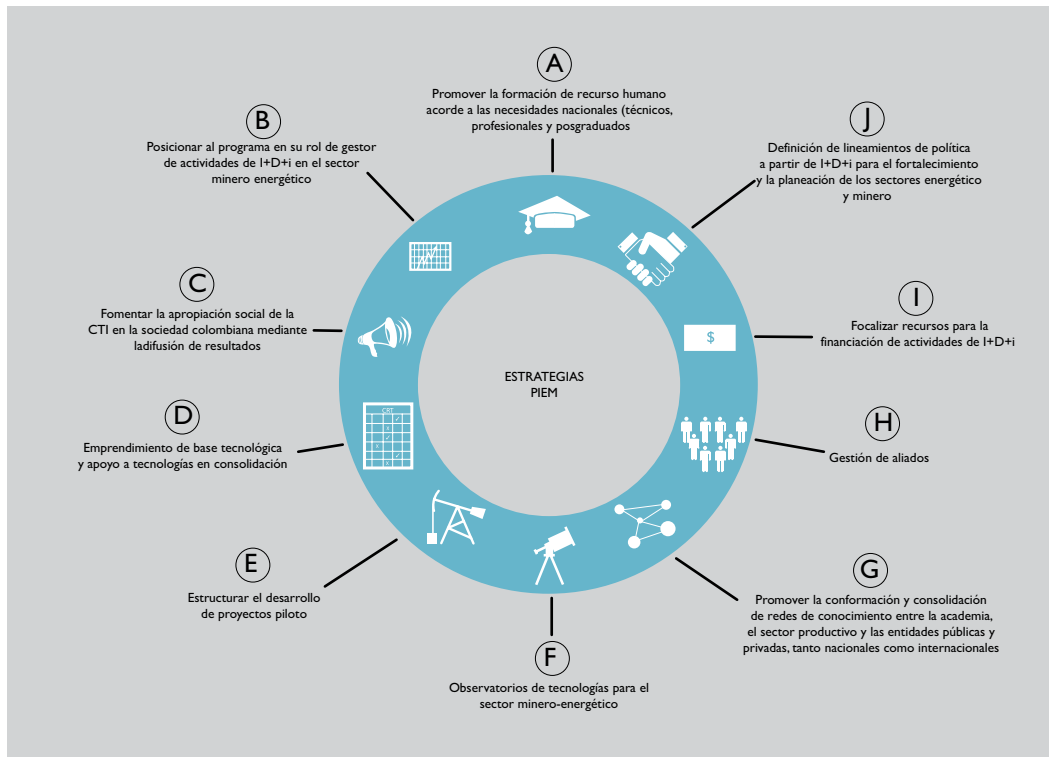 A
Promover la formación de recurso humano
acorde a las necesidades nacionales (técnicos,
profesionales y posgraduados
B
Posicionar al programa en su rol de gestor
de actividades de I+D+i en el sector
minero energético
C
Fomentar la apropiación social de la
CTI en la sociedad colombiana mediante
ladifusión de resultados
D
Emprendimiento de base tecnológica
y apoyo a tecnologías en consolidación
E
Estructurar el desarrollo
de proyectos piloto
F
Observatorios de tecnologías para el
sector minero-energético
G
Promover la conformación y consolidación
de redes de conocimiento entre la academia,
el sector productivo y las entidades públicas y
privadas, tanto nacionales como internacionales
H
Gestión de aliados
I
Focalizar recursos para la
financiación de actividades de I+D+i
J
Definición de lineamientos de política
a partir de I+D+i para el fortalecimiento
y la planeación de los sectores energético
y minero
ESTRATEGIAS
PIEM
$